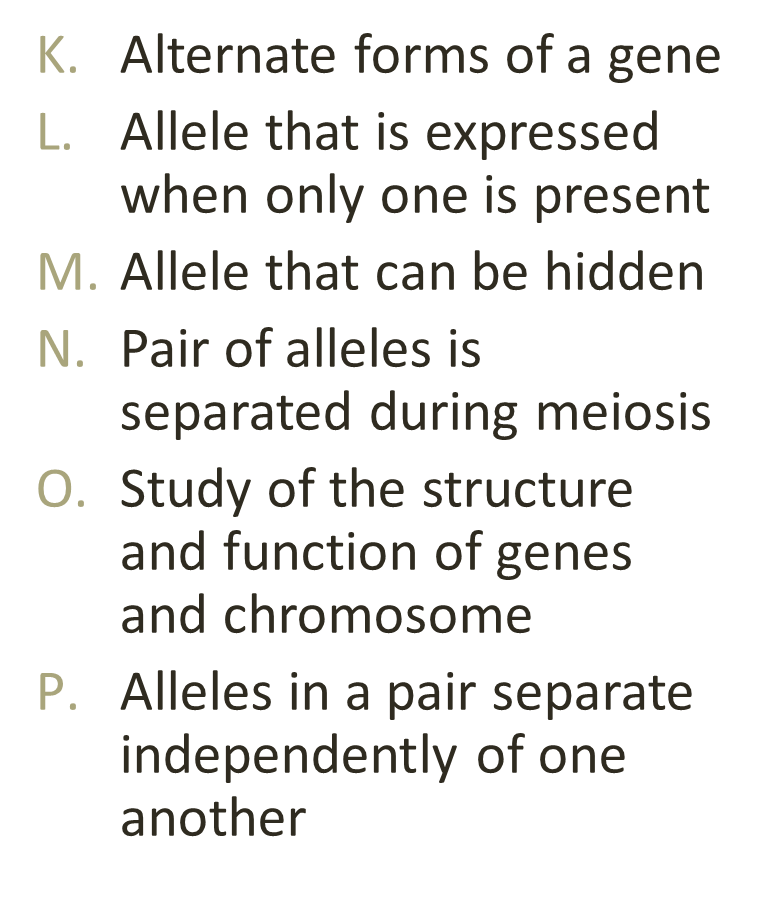 K. Alternate forms of a gene
L. Allele that is expressed
when only one is present
M. Allele that can be hidden
N. Pair of alleles is
separated during meiosis
O. Study of the structure
and function of genes
and chromosome
P. Alleles in a pair separate
independently of one
another